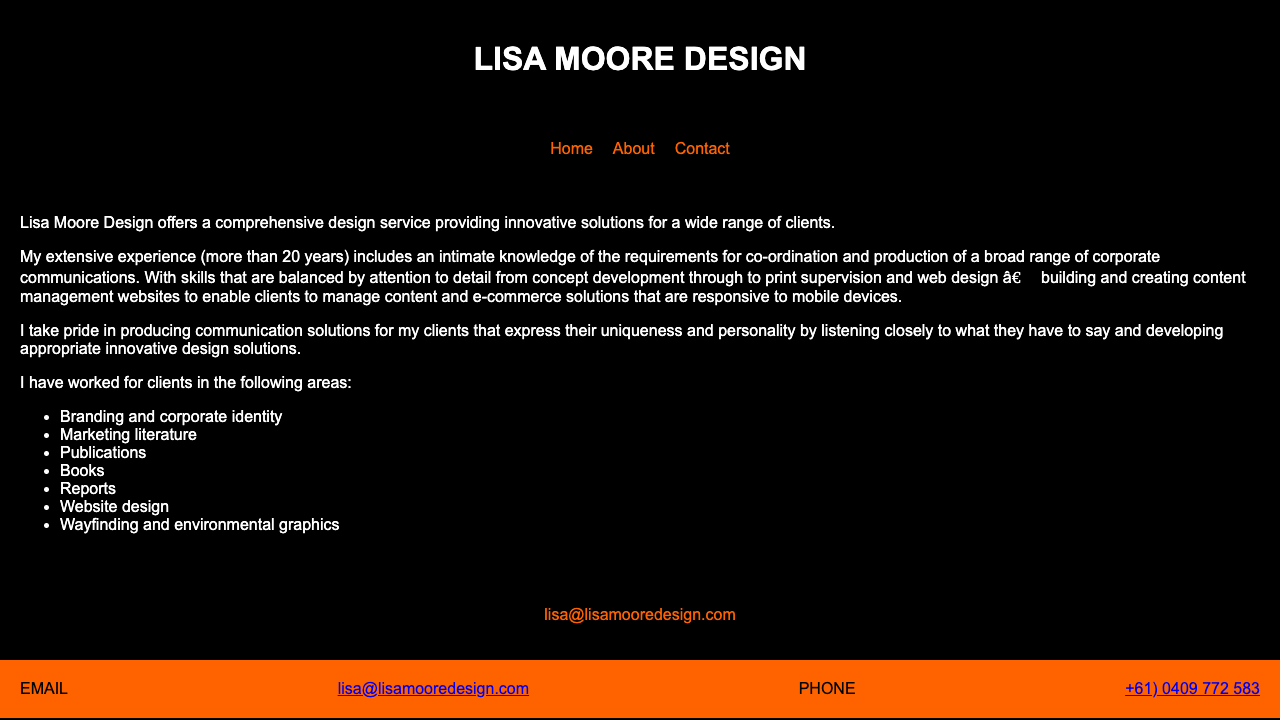 LISA MOORE DESIGN
Home About Contact
Lisa Moore Design offers a comprehensive design service providing innovative solutions for a wide range of clients.
My extensive experience (more than 20 years) includes an intimate knowledge of the requirements for co-ordination and production of a broad range of corporate
communications. With skills that are balanced by attention to detail from concept development through to print supervision and web design â€ building and creating content
management websites to enable clients to manage content and e-commerce solutions that are responsive to mobile devices.
I take pride in producing communication solutions for my clients that express their uniqueness and personality by listening closely to what they have to say and developing
appropriate innovative design solutions.
I have worked for clients in the following areas:
• Branding and corporate identity
• Marketing literature
• Publications
• Books
• Reports
• Website design
• Wayfinding and environmental graphics
lisa@lisamooredesign.com
EMAIL lisa@lisamooredesign.com PHONE +61) 0409 772 583